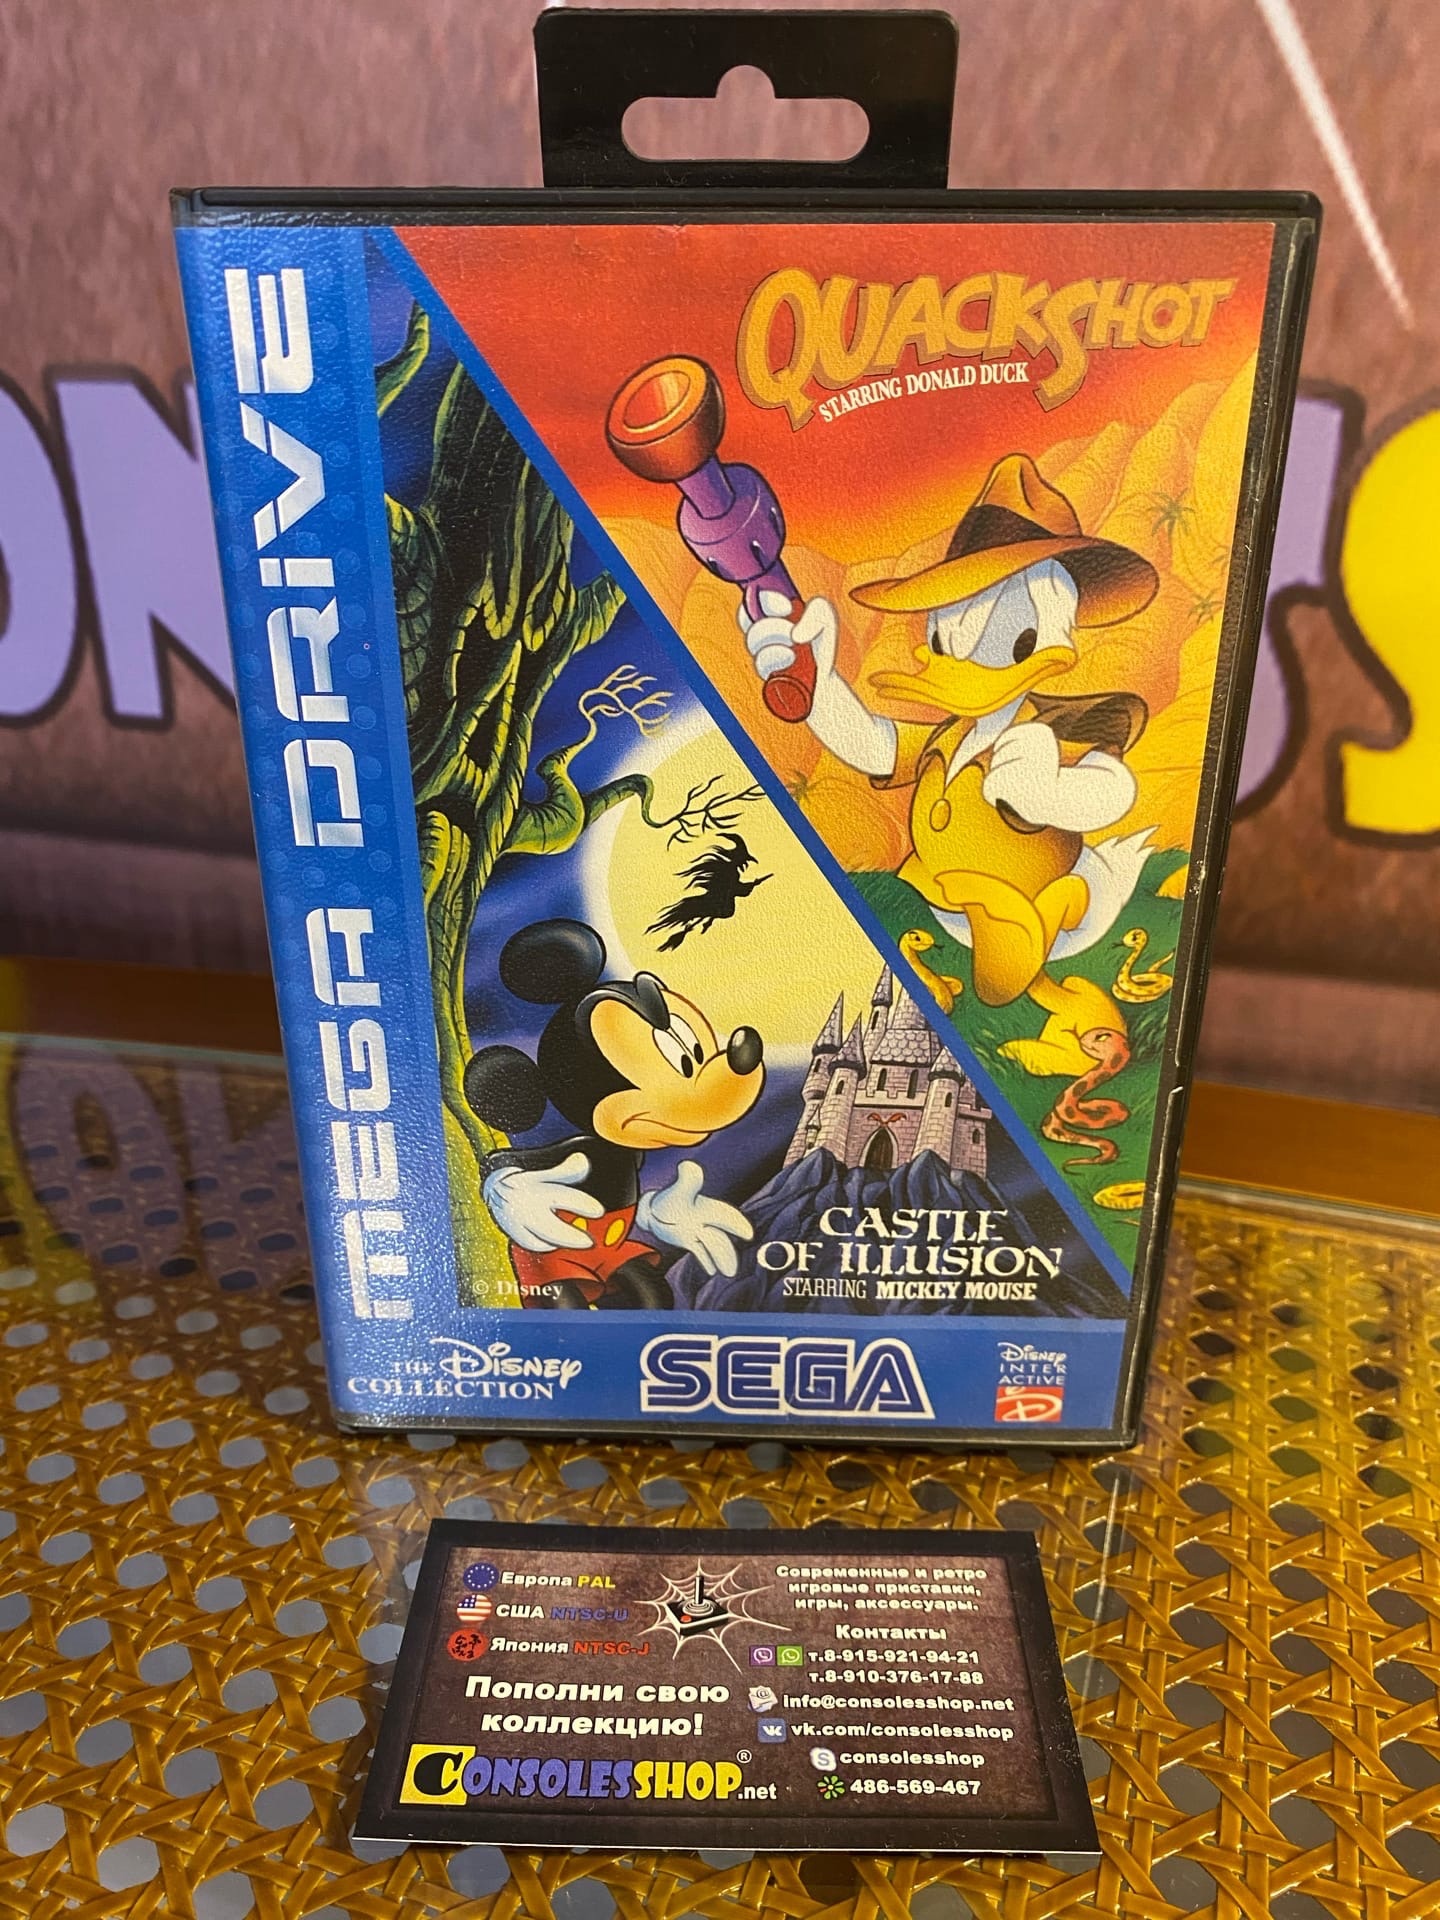 QUACKSHOT
STARRING DONALD DUCK
MEGA DRIVE
CASTLE
OF ILLUSION
STARRING MICKEY MOUSE
© Disney
THE Disney
COLLECTION
SEGA
Disney
INTER
ACTIVE
Европа PAL
США NTSC-U
Япония NTSC-J
Пополни свою
коллекцию!
CONSOLESSHOP.net®
Современные и ретро
игровые приставки,
игры, аксессуары.
Контакты
т.8-915-921-94-21
т.8-910-376-17-88
info@consolesshop.net
vk.com/consolesshop
consolesshop
486-569-467